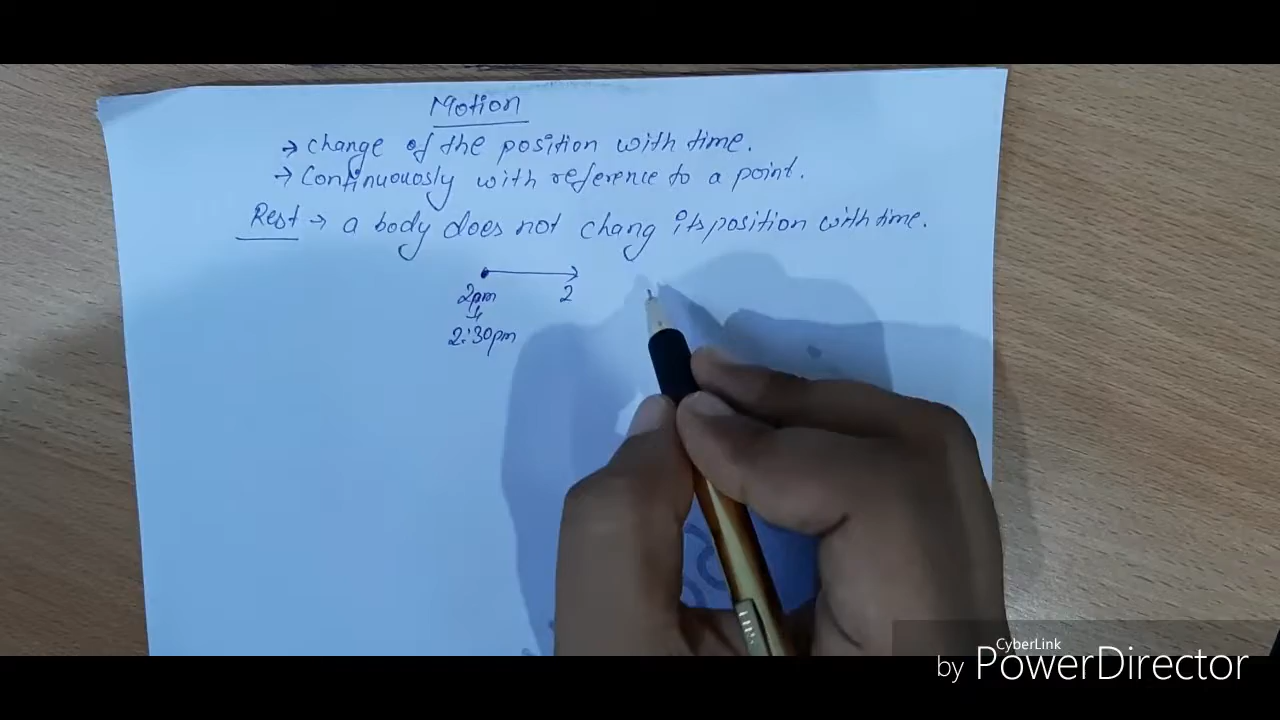 Motion
→ change of the position with time.
→ Continuously with reference to a point.
Rest → a body does not chang its position with time.
2pm 2
↳
2:30pm
CyberLink
by PowerDirector